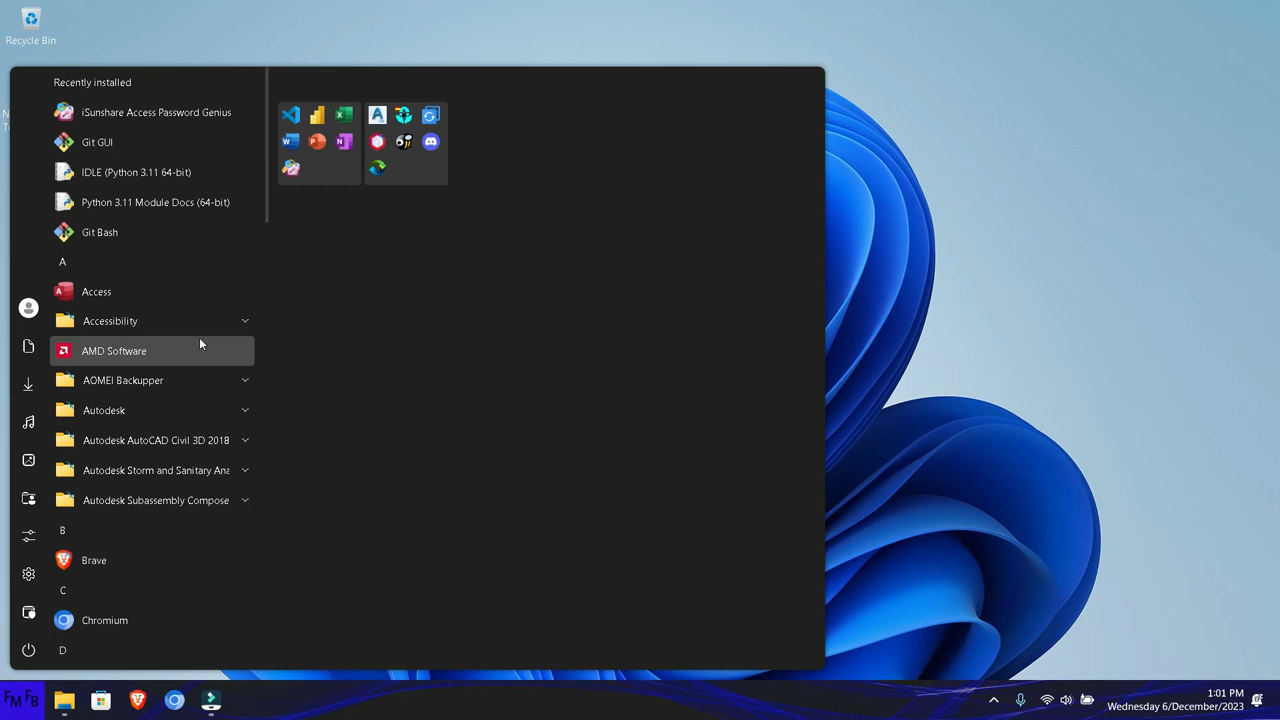 Recycle Bin
Recently installed
iSunshare Access Password Genius
Git GUI
IDLE (Python 3.11 64-bit)
Python 3.11 Module Docs (64-bit)
Git Bash
A
Access
Accessibility
AMD Software
AOMEI Backupper
Autodesk
Autodesk AutoCAD Civil 3D 2018
Autodesk Storm and Sanitary Ana
Autodesk Subassembly Compose
B
Brave
C
Chromium
D
FM FB
1:01 PM
Wednesday 6/December/2023